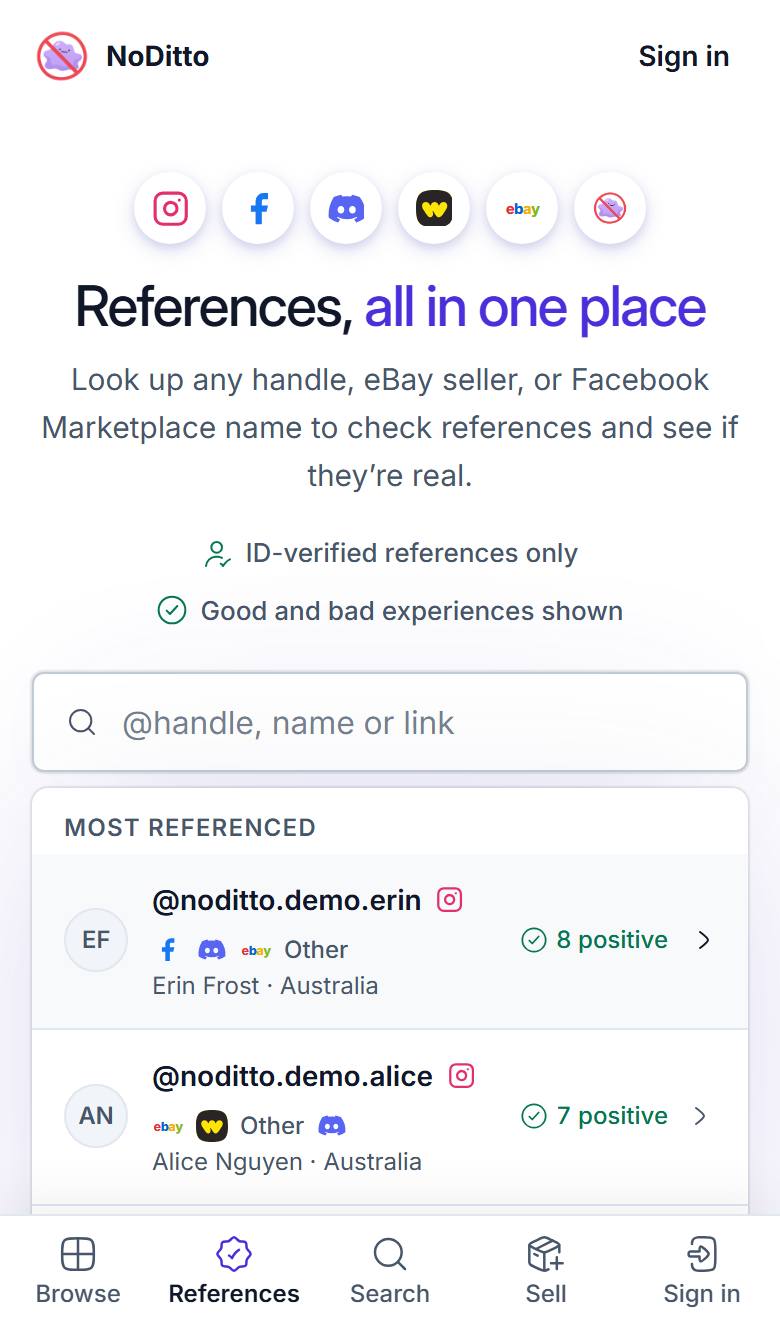 NoDitto
Sign in
ebay
References, all in one place
Look up any handle, eBay seller, or Facebook
Marketplace name to check references and see if
they’re real.
ID-verified references only
Good and bad experiences shown
@handle, name or link
MOST REFERENCED
@noditto.demo.erin
EF
ebay Other
8 positive
Erin Frost · Australia
@noditto.demo.alice
AN
ebay Other
7 positive
Alice Nguyen · Australia
Browse
References
Search
Sell
Sign in